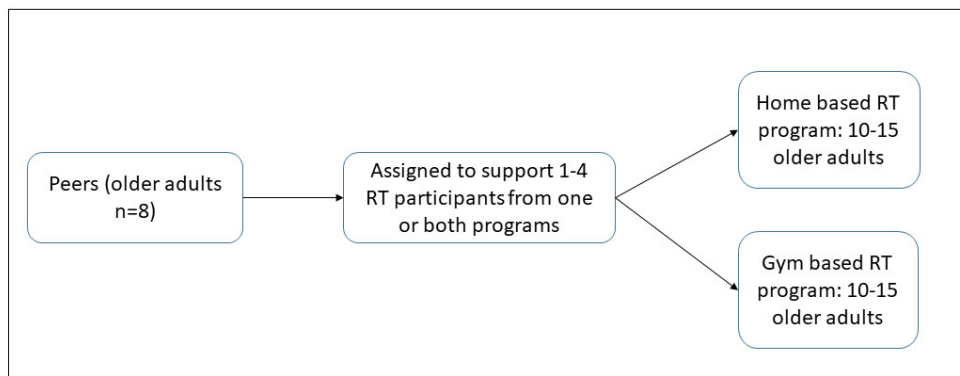 Peers (older adults
n=8)
Assigned to support 1-4
RT participants from one
or both programs
Home based RT
program: 10-15
older adults
Gym based RT
program: 10-15
older adults